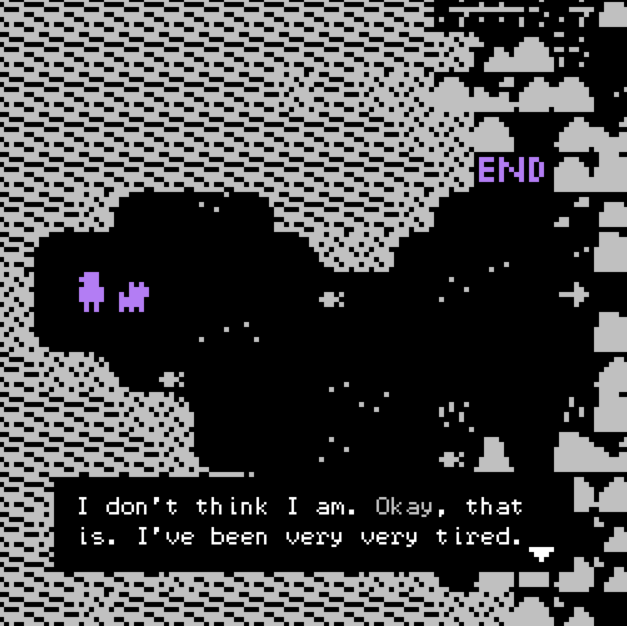 END
I don't think I am. Okay, that
is. I've been very very tired.